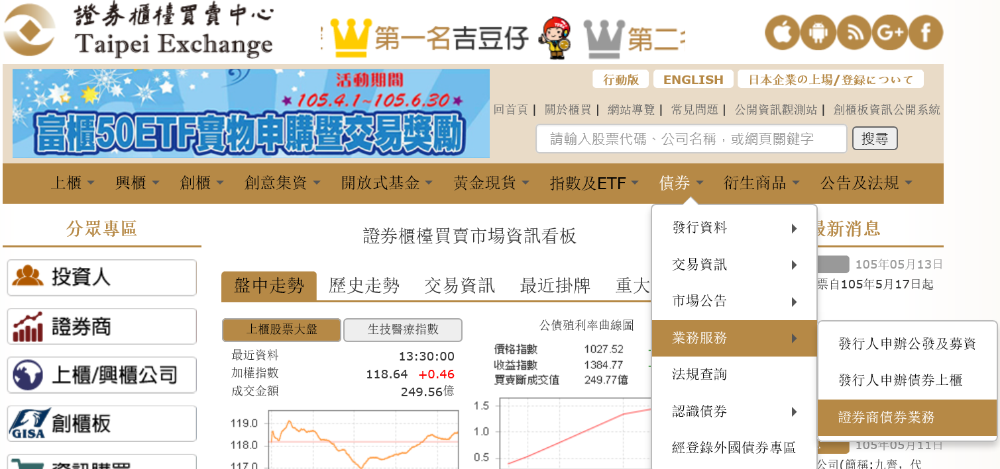 證券櫃檯買賣中心
Taipei Exchange
第一名吉豆仔
第二
活動期間
105.4.1~105.6.30
富櫃50ETF實物申購暨交易獎勵
行動版
ENGLISH
日本企業の上場/登録について
回首頁 | 關於櫃買 | 網站導覽 | 常見問題 | 公開資訊觀測站 | 創櫃板資訊公開系統
請輸入股票代碼、公司名稱，或網頁關鍵字
搜尋
上櫃 興櫃 創櫃 創意集資 開放式基金 黃金現貨 指數及ETF 債券 衍生商品 公告及法規
分眾專區
投資人
證券商
上櫃/興櫃公司
GISA 創櫃板
資訊購買
證券櫃檯買賣市場資訊看板
盤中走勢 歷史走勢 交易資訊 最近掛牌 重大
上櫃股票大盤 生技醫療指數
最近資料 13:30:00
加權指數 118.64 +0.46
成交金額 249.56億
119.0
118.0
117.0
公債殖利率曲線圖
價格指數 1027.52
收益指數 1384.77
買賣斷成交值 249.77億
1.5
1.0
0.5
發行資料
交易資訊
市場公告
業務服務
法規查詢
認識債券
經登錄外國債券專區
發行人申辦公發及募資
發行人申辦債券上櫃
證券商債券業務
最新消息
105年05月13日
票自105年5月17日起
105年05月11日
公司(簡稱:九齊，代